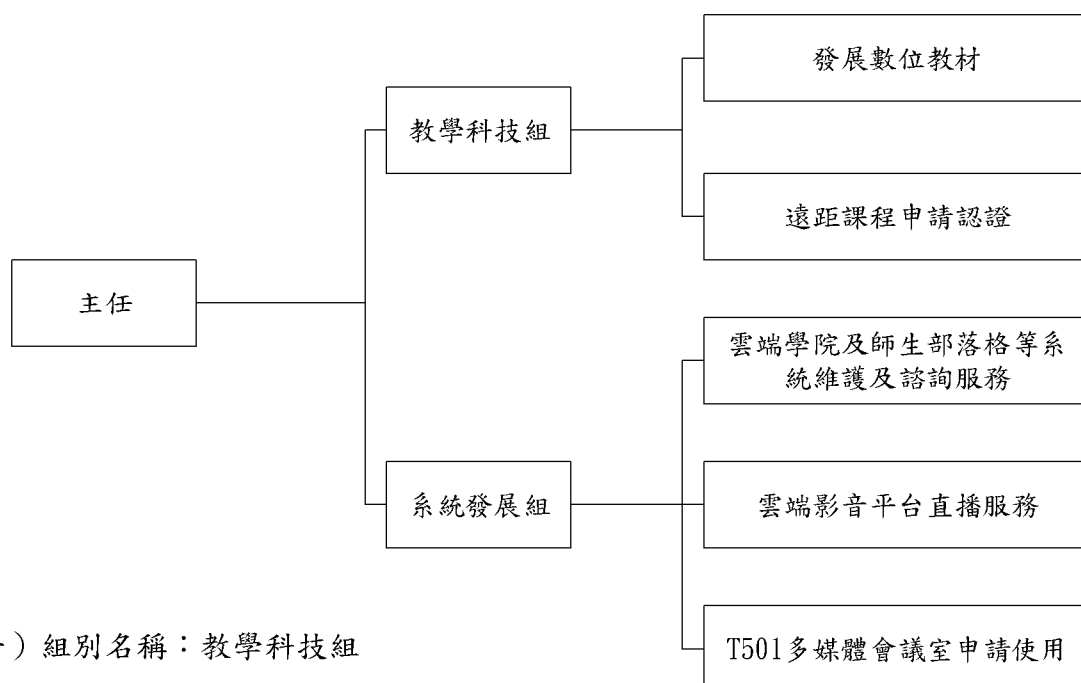 發展數位教材
教學科技組
遠距課程申請認證
主任
雲端學院及師生部落格等系
統維護及諮詢服務
系統發展組
雲端影音平台直播服務
T501多媒體會議室申請使用
）組別名稱：教學科技組